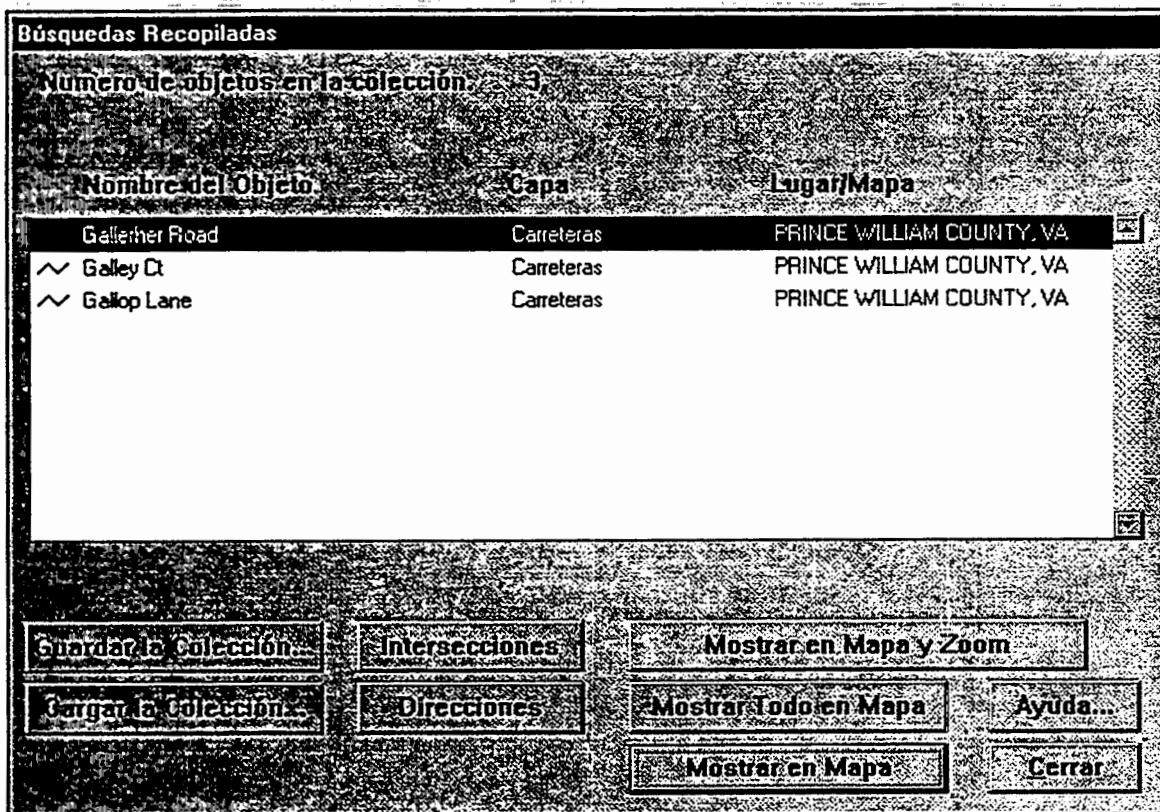 Búsquedas Recopiladas
Numero de objetos en la colección. 3
Nombre del Objeto Capa Lugar/Mapa
Gallerher Road Carreteras PRINCE WILLIAM COUNTY, VA
Galley Ct Carreteras PRINCE WILLIAM COUNTY, VA
Gallop Lane Carreteras PRINCE WILLIAM COUNTY, VA
Guardar la Colección... Intersecciones Mostrar en Mapa y Zoom
Cargar la Colección... Direcciones Mostrar Todo en Mapa Ayuda...
Mostrar en Mapa Cerrar